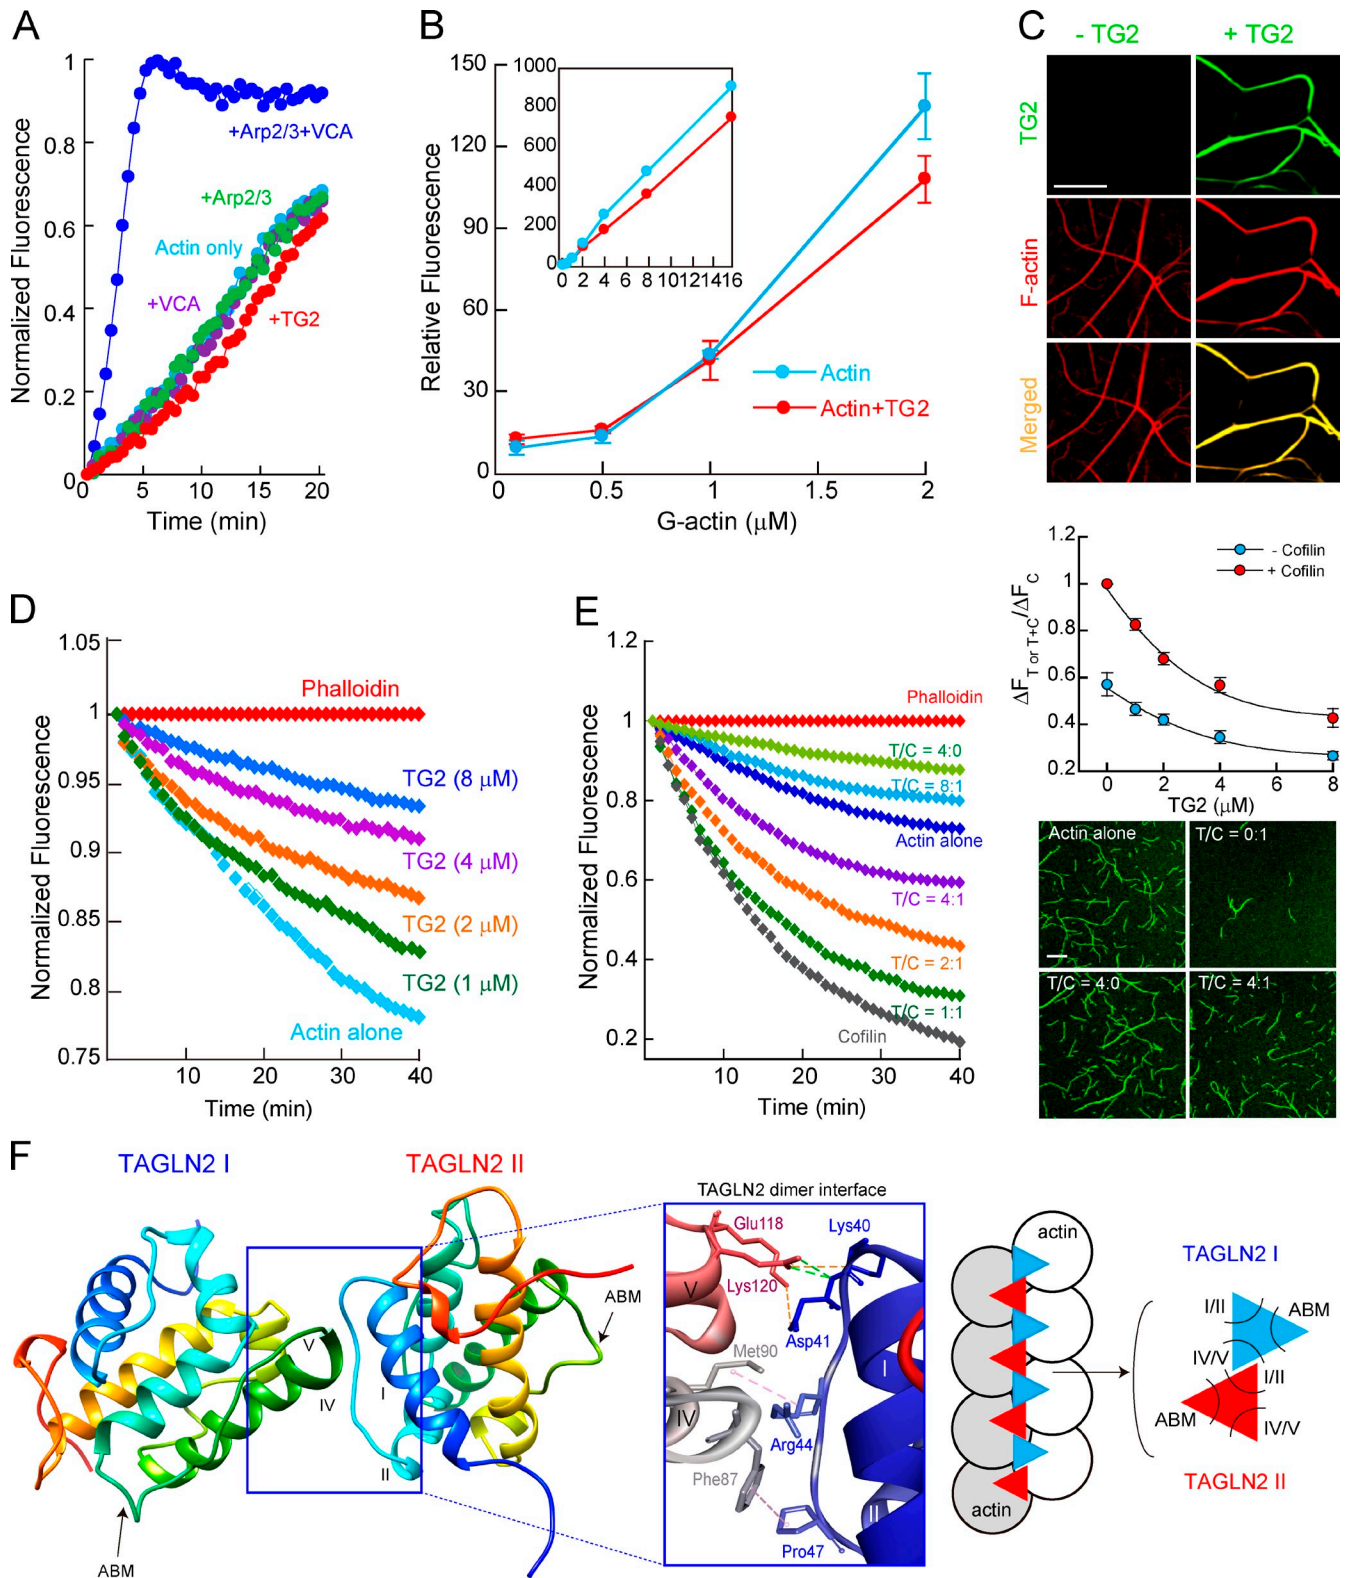 A
1
0.8
0.6
0.4
0.2
0
0
5
10
15
20
Normalized Fluorescence
Time (min)
+Arp2/3+VCA
+Arp2/3
Actin only
+VCA
+TG2
B
150
120
90
60
30
0
0
0.5
1
1.5
2
Relative Fluorescence
G-actin (μM)
1000
800
600
400
200
0
0 2 4 6 8 10 12 14 16
Actin
Actin+TG2
C
- TG2
+ TG2
TG2
F-actin
Merged
D
1.05
1
0.95
0.9
0.85
0.8
0.75
10
20
30
40
Normalized Fluorescence
Time (min)
Phalloidin
TG2 (8 μM)
TG2 (4 μM)
TG2 (2 μM)
TG2 (1 μM)
Actin alone
E
1.2
1
0.8
0.6
0.4
0.2
10
20
30
40
Normalized Fluorescence
Time (min)
Phalloidin
T/C = 4:0
T/C = 8:1
Actin alone
T/C = 4:1
T/C = 2:1
T/C = 1:1
Cofilin
1.2
1
0.8
0.6
0.4
0.2
0
2
4
6
8
ΔF T or T+C/ΔF C
TG2 (μM)
- Cofilin
+ Cofilin
Actin alone
T/C = 0:1
T/C = 4:0
T/C = 4:1
F
TAGLN2 I
TAGLN2 II
V
IV
I
II
ABM
ABM
TAGLN2 dimer interface
Glu118
Lys40
Lys120
V
Asp41
Met90
I
IV
Arg44
Phe87
II
Pro47
actin
actin
TAGLN2 I
I/II
ABM
IV/V
I/II
ABM
IV/V
TAGLN2 II